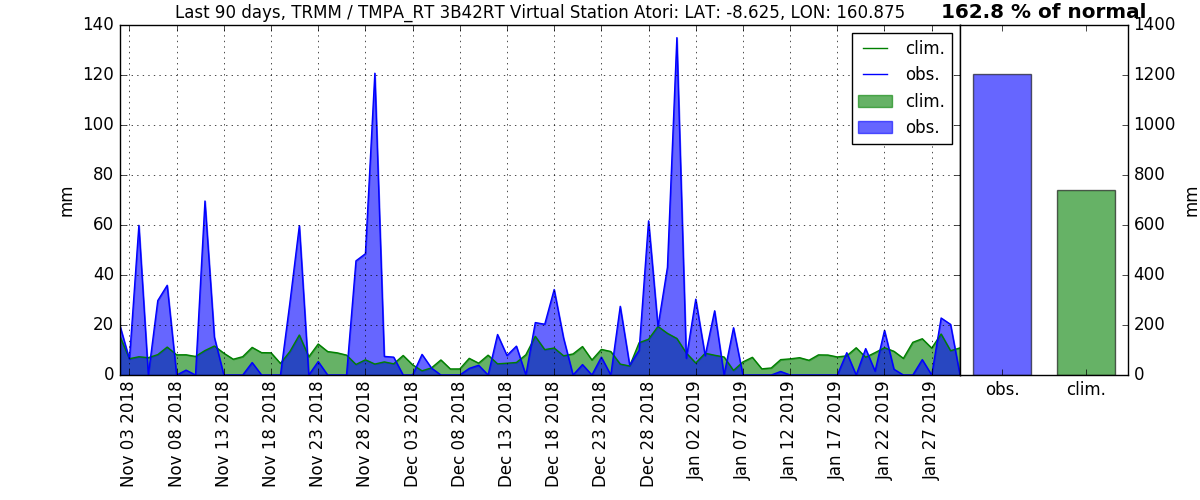 Last 90 days, TRMM / TMPA_RT 3B42RT Virtual Station Atori: LAT: -8.625, LON: 160.875
162.8 % of normal
140
120
100
80
60
40
20
0
mm
clim.
obs.
clim.
obs.
1400
1200
1000
800
600
400
200
0
mm
Nov 03 2018
Nov 08 2018
Nov 13 2018
Nov 18 2018
Nov 23 2018
Nov 28 2018
Dec 03 2018
Dec 08 2018
Dec 13 2018
Dec 18 2018
Dec 23 2018
Dec 28 2018
Jan 02 2019
Jan 07 2019
Jan 12 2019
Jan 17 2019
Jan 22 2019
Jan 27 2019
obs.
clim.